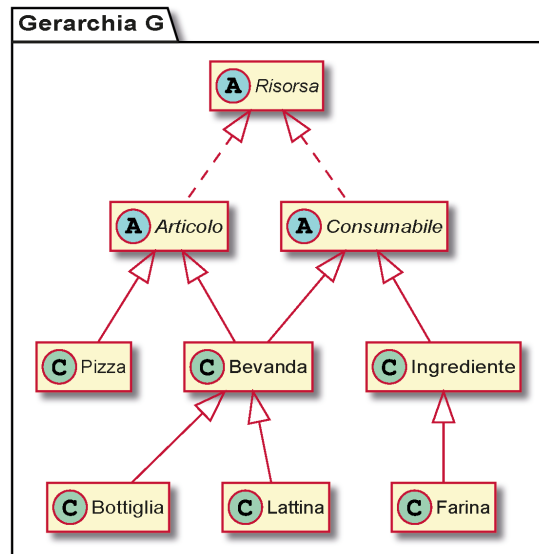 Gerarchia G
A Risorsa
A Articolo
A Consumabile
C Pizza
C Bevanda
C Ingrediente
C Bottiglia
C Lattina
C Farina